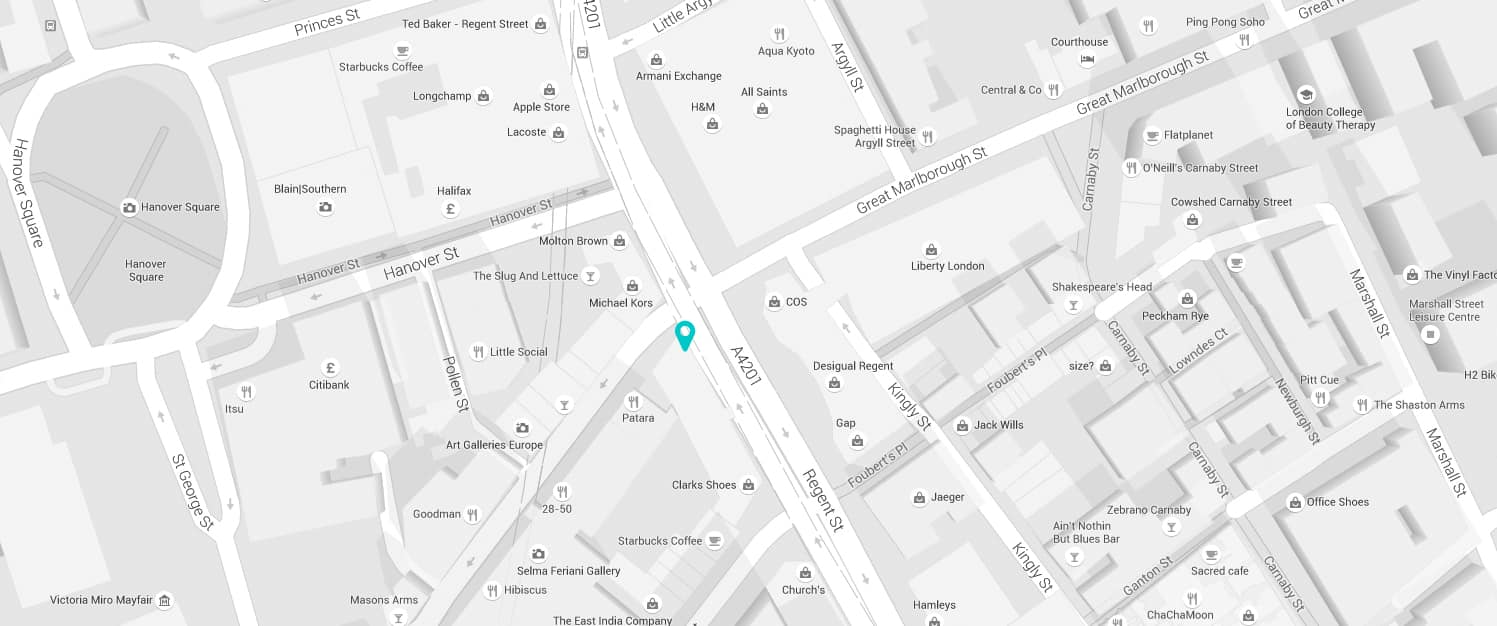 Princes St
Ted Baker - Regent Street
4201
Little Argy
Starbucks Coffee
Longchamp
Apple Store
Lacoste
Armani Exchange
H&M
All Saints
Aqua Kyoto
Argyll St
Courthouse
Ping Pong Soho
Central & Co
Great Marlborough St
London College
of Beauty Therapy
Spaghetti House
Argyll Street
Flatplanet
O'Neill's Carnaby Street
Carnaby St
Great Marlborough St
Hanover Square
Hanover Square
Hanover
Square
Blain|Southern
Halifax
Hanover St
Hanover St
Hanover St
Molton Brown
The Slug And Lettuce
Michael Kors
Cowshed Carnaby Street
Liberty London
COS
Shakespeare's Head
Peckham Rye
Marshall St
The Vinyl Facto
Marshall Street
Leisure Centre
Little Social
Citibank
Itsu
Pollen St
A4201
Desigual Regent
Kingly St
Foubert's Pl
size?
Carnaby St
Lowndes Ct
Newburgh St
Pitt Cue
H2 Bik
The Shaston Arms
Patara
Art Galleries Europe
Gap
Jack Wills
Foubert's Pl
Marshall St
St George St
Clarks Shoes
Regent St
Jaeger
Carnaby St
Office Shoes
Goodman
28-50
Zebrano Carnaby
Ain't Nothin
But Blues Bar
Starbucks Coffee
Selma Feriani Gallery
Kingly St
Ganton St
Sacred cafe
Carnaby St
Hibiscus
Church's
Victoria Miro Mayfair
Masons Arms
The East India Company
Hamleys
ChaChaMoon